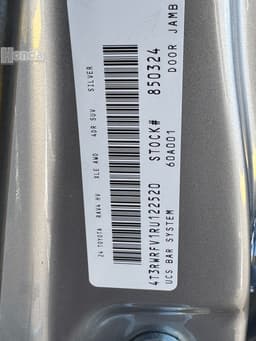 Honda
24 TOYOTA RAV4 HV XLE AWD 4DR SUV SILVER
4T3RWRFV1RU122520 STOCK# 850324
UCS BAR SYSTEM 60A001 DOOR JAMB